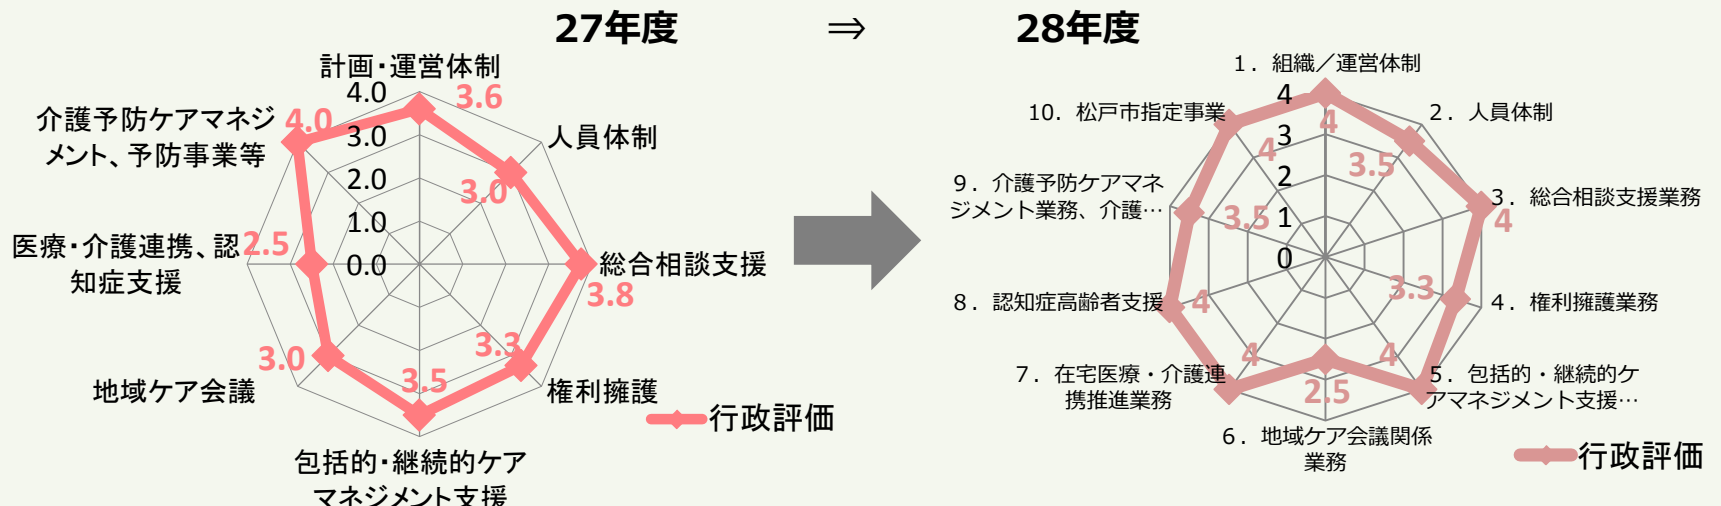 27年度
⇒
28年度
計画・運営体制
4.0
3.0
2.0
1.0
0.0
3.6
人員体制
3.0
総合相談支援
3.8
権利擁護
3.3
包括的・継続的ケア
マネジメント支援
3.5
地域ケア会議
3.0
医療・介護連携、認
知症支援
2.5
介護予防ケアマネジ
メント、予防事業等
4.0
行政評価
1．組織／運営体制
4
3
2
1
0
4
2．人員体制
3.5
3．総合相談支援業務
4
4．権利擁護業務
3.3
5．包括的・継続的ケ
アマネジメント支援…
4
6．地域ケア会議関係
業務
2.5
7．在宅医療・介護連
携推進業務
4
8．認知症高齢者支援
4
9．介護予防ケアマネ
ジメント業務、介護…
3.5
10．松戸市指定事業
4
行政評価